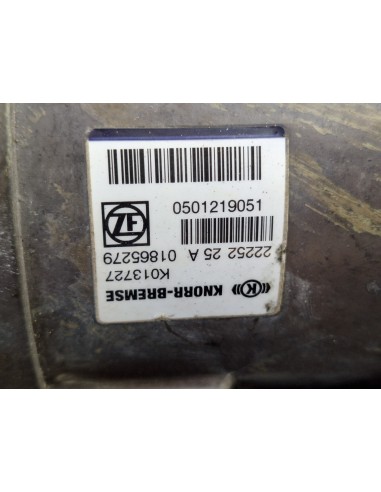 KNORR-BREMSE
K013727
22252 25 A 01865279
0501219051
ZF